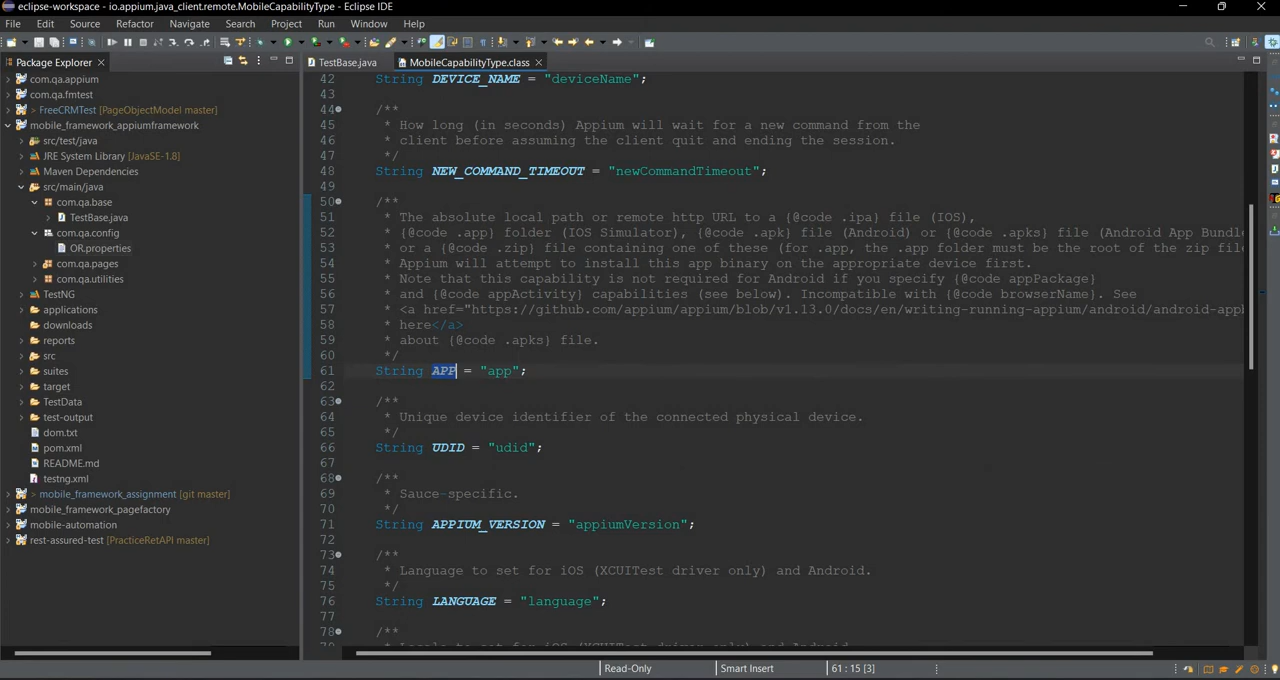 eclipse-workspace - io.appium.java_client.remote.MobileCapabilityType - Eclipse IDE
File Edit Source Refactor Navigate Search Project Run Window Help
Package Explorer
com.qa.appium
com.qa.fmtest
> FreeCRMTest [PageObjectModel master]
mobile_framework_appiumframework
src/test/java
JRE System Library [JavaSE-1.8]
Maven Dependencies
src/main/java
com.qa.base
TestBase.java
com.qa.config
OR.properties
com.qa.pages
com.qa.utilities
TestNG
applications
downloads
reports
src
suites
target
TestData
test-output
dom.txt
pom.xml
README.md
testng.xml
> mobile_framework_assignment [git master]
mobile_framework_pagefactory
mobile-automation
rest-assured-test [PracticeRetAPI master]
TestBase.java MobileCapabilityType.class
42 String DEVICE_NAME = "deviceName";
43
44 /**
45 * How long (in seconds) Appium will wait for a new command from the
46 * client before assuming the client quit and ending the session.
47 */
48 String NEW_COMMAND_TIMEOUT = "newCommandTimeout";
49
50 /**
51 * The absolute local path or remote http URL to a {@code .ipa} file (IOS),
52 * {@code .app} folder (IOS Simulator), {@code .apk} file (Android) or {@code .apks} file (Android App Bundl
53 * or a {@code .zip} file containing one of these (for .app, the .app folder must be the root of the zip file
54 * Appium will attempt to install this app binary on the appropriate device first.
55 * Note that this capability is not required for Android if you specify {@code appPackage}
56 * and {@code appActivity} capabilities (see below). Incompatible with {@code browserName}. See
57 * <a href="https://github.com/appium/appium/blob/v1.13.0/docs/en/writing-running-appium/android/android-app
58 * here</a>
59 * about {@code .apks} file.
60 */
61 String APP = "app";
62
63 /**
64 * Unique device identifier of the connected physical device.
65 */
66 String UDID = "udid";
67
68 /**
69 * Sauce-specific.
70 */
71 String APPIUM_VERSION = "appiumVersion";
72
73 /**
74 * Language to set for iOS (XCUITest driver only) and Android.
75 */
76 String LANGUAGE = "language";
77
78 /**
* Locale to set for iOS (XCUITest driver only) and Android.
Read-Only Smart Insert 61 : 15 [3]